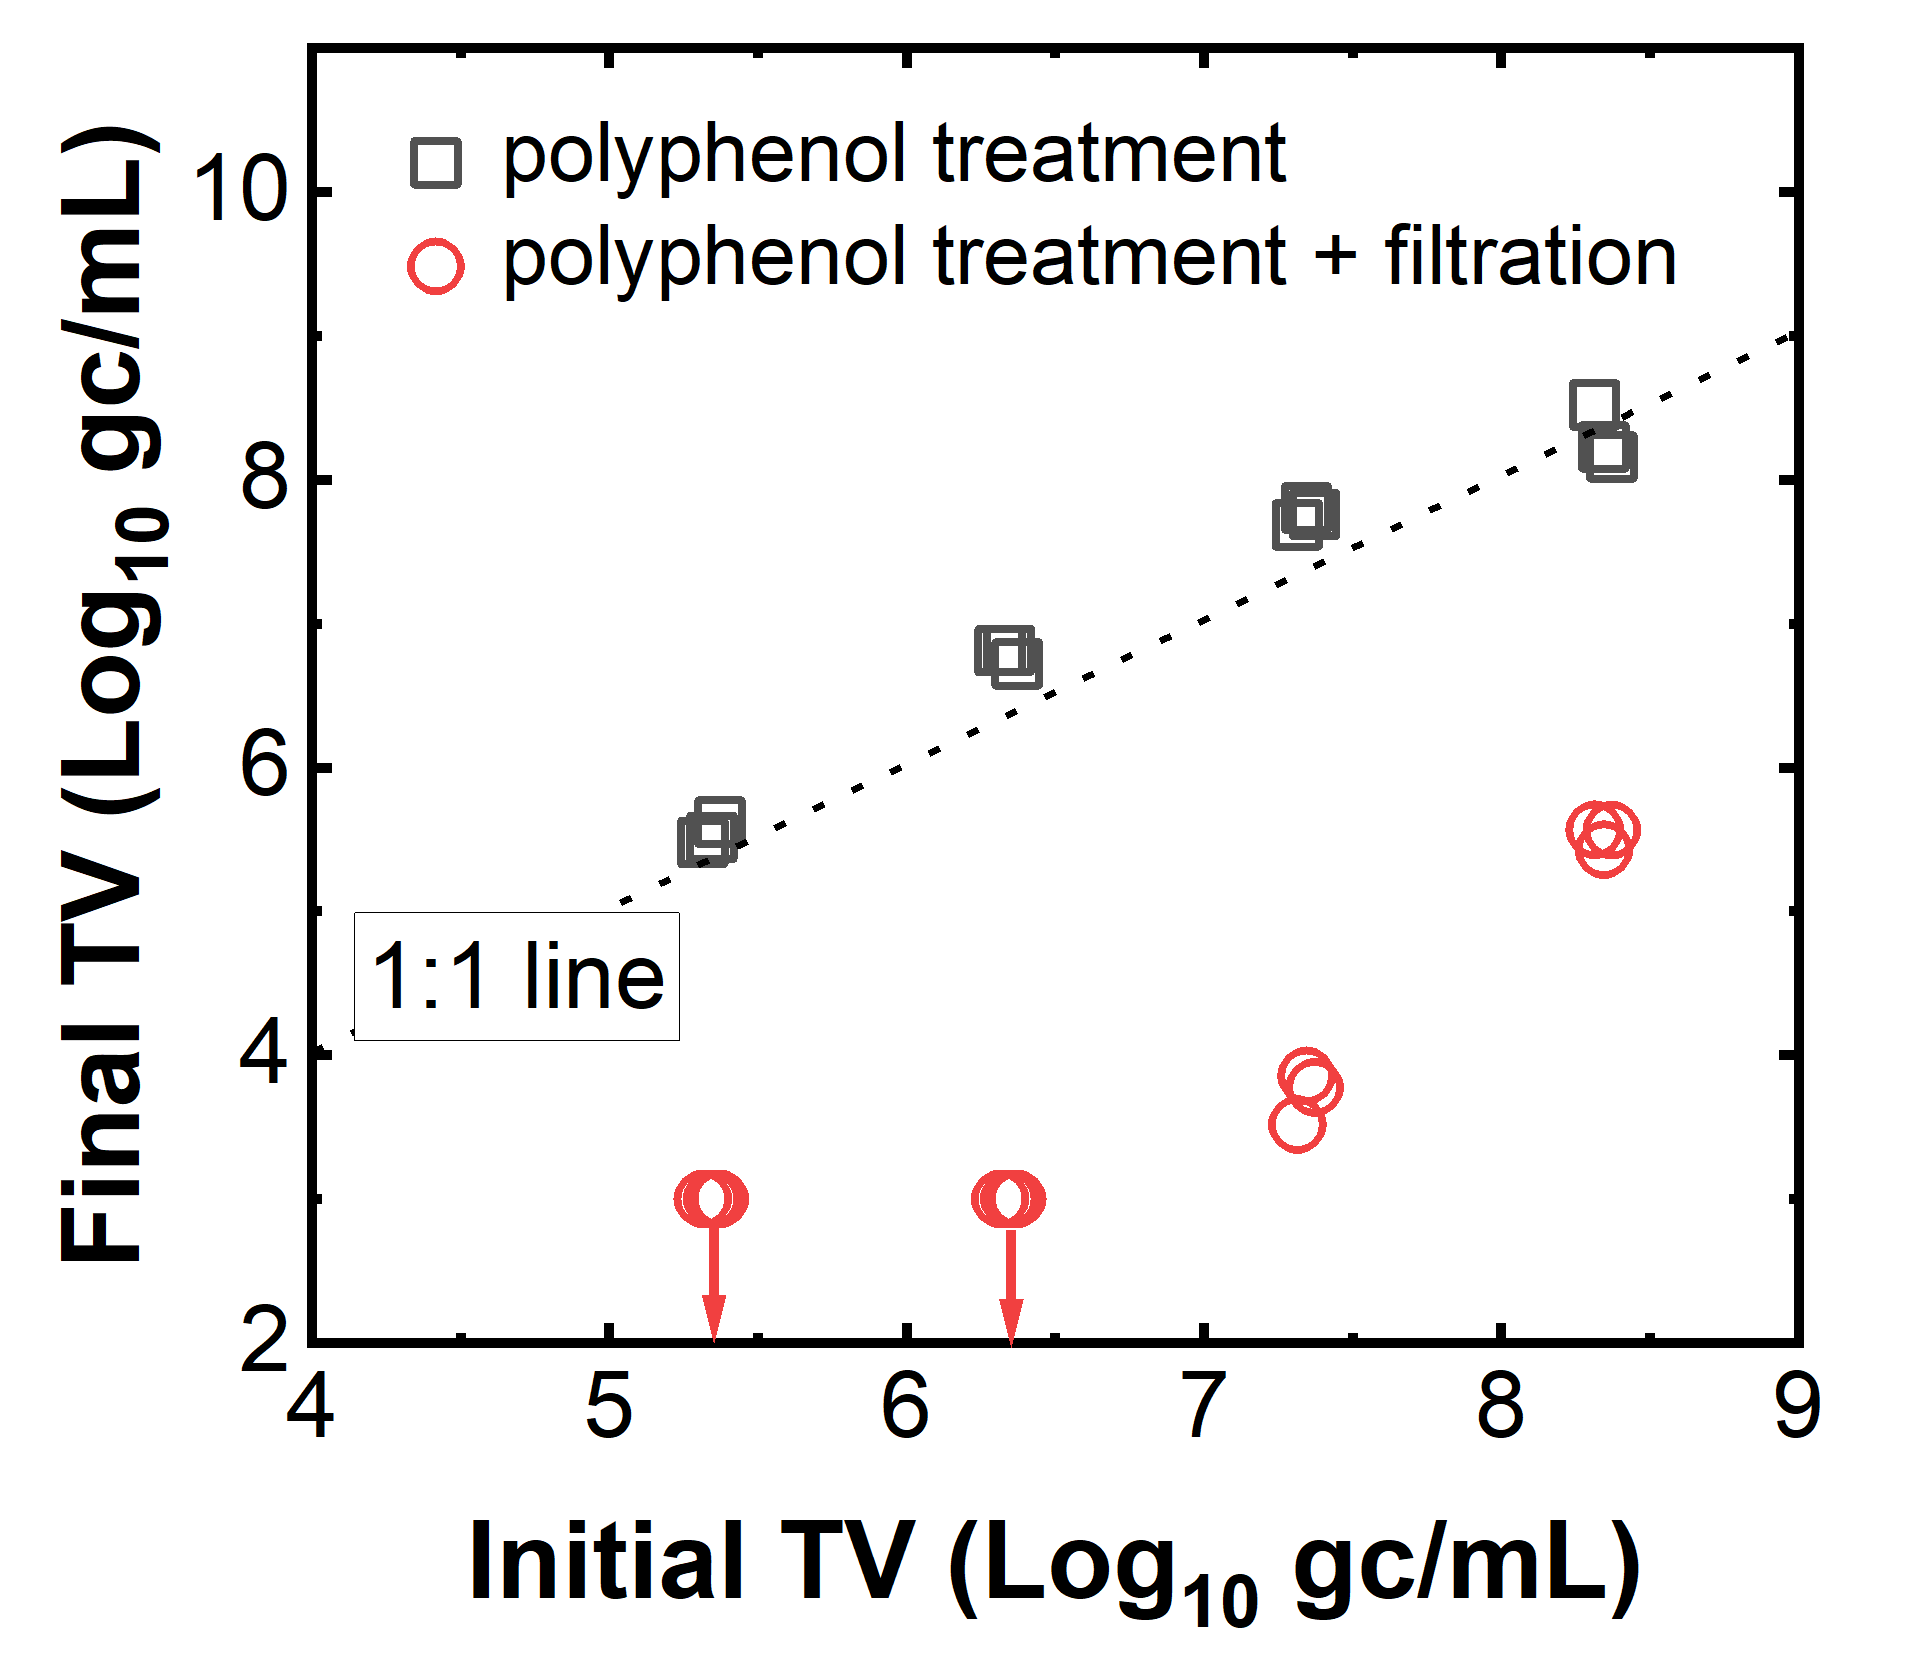 polyphenol treatment
polyphenol treatment + filtration
1:1 line
10
8
6
4
2
4 5 6 7 8 9
Final TV (Log10 gc/mL)
Initial TV (Log10 gc/mL)